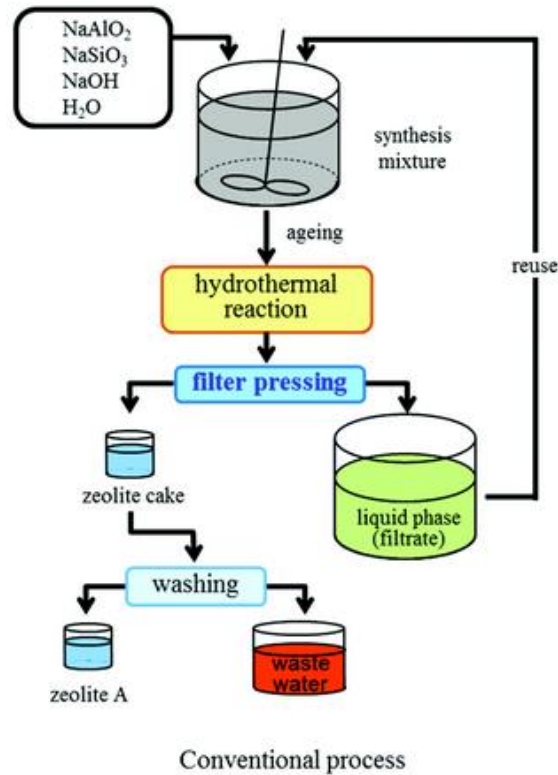 NaAlO₂
NaSiO₃
NaOH
H₂O
synthesis
mixture
ageing
reuse
hydrothermal
reaction
filter pressing
zeolite cake
liquid phase
(filtrate)
washing
zeolite A
waste
water
Conventional process